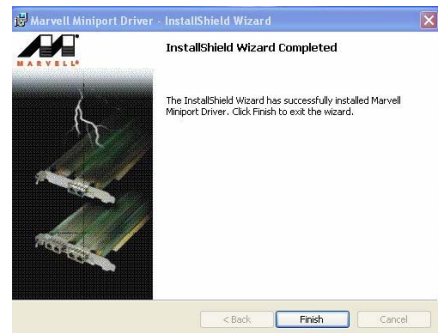 Marvell Miniport Driver - InstallShield Wizard
MARVELL®
InstallShield Wizard Completed
The InstallShield Wizard has successfully installed Marvell
Miniport Driver. Click Finish to exit the wizard.
< Back
Finish
Cancel